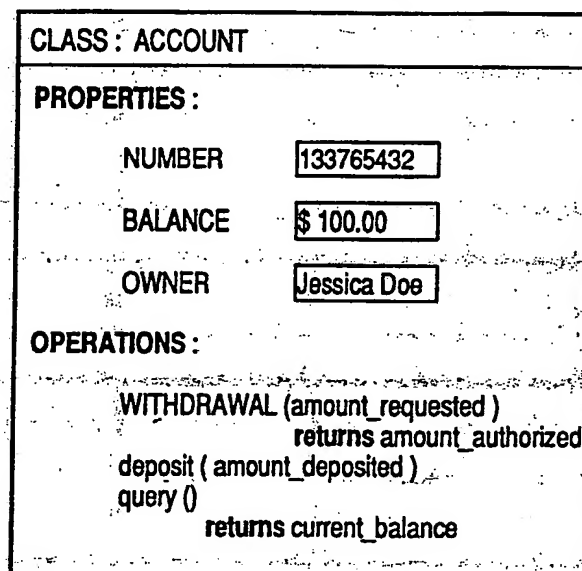 CLASS : ACCOUNT
PROPERTIES :
NUMBER 133765432
BALANCE $ 100.00
OWNER Jessica Doe
OPERATIONS :
WITHDRAWAL (amount_requested )
returns amount_authorized
deposit ( amount_deposited )
query ()
returns current_balance